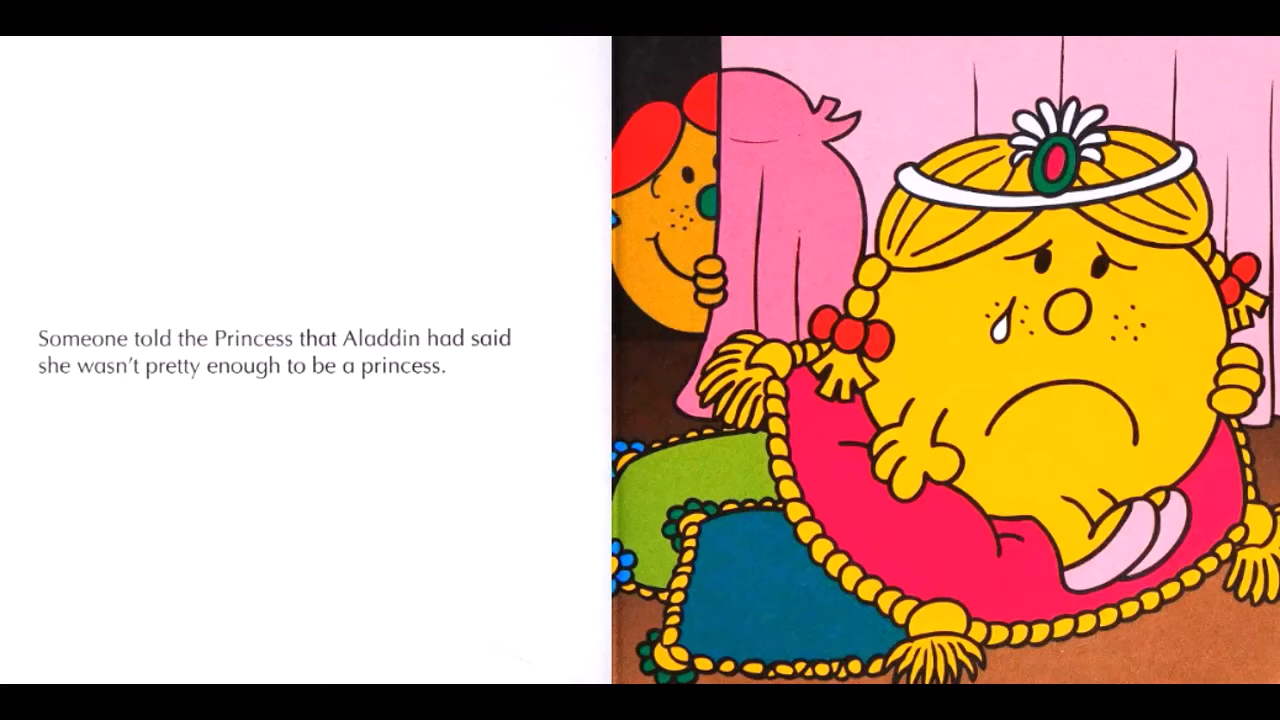 Someone told the Princess that Aladdin had said
she wasn't pretty enough to be a princess.